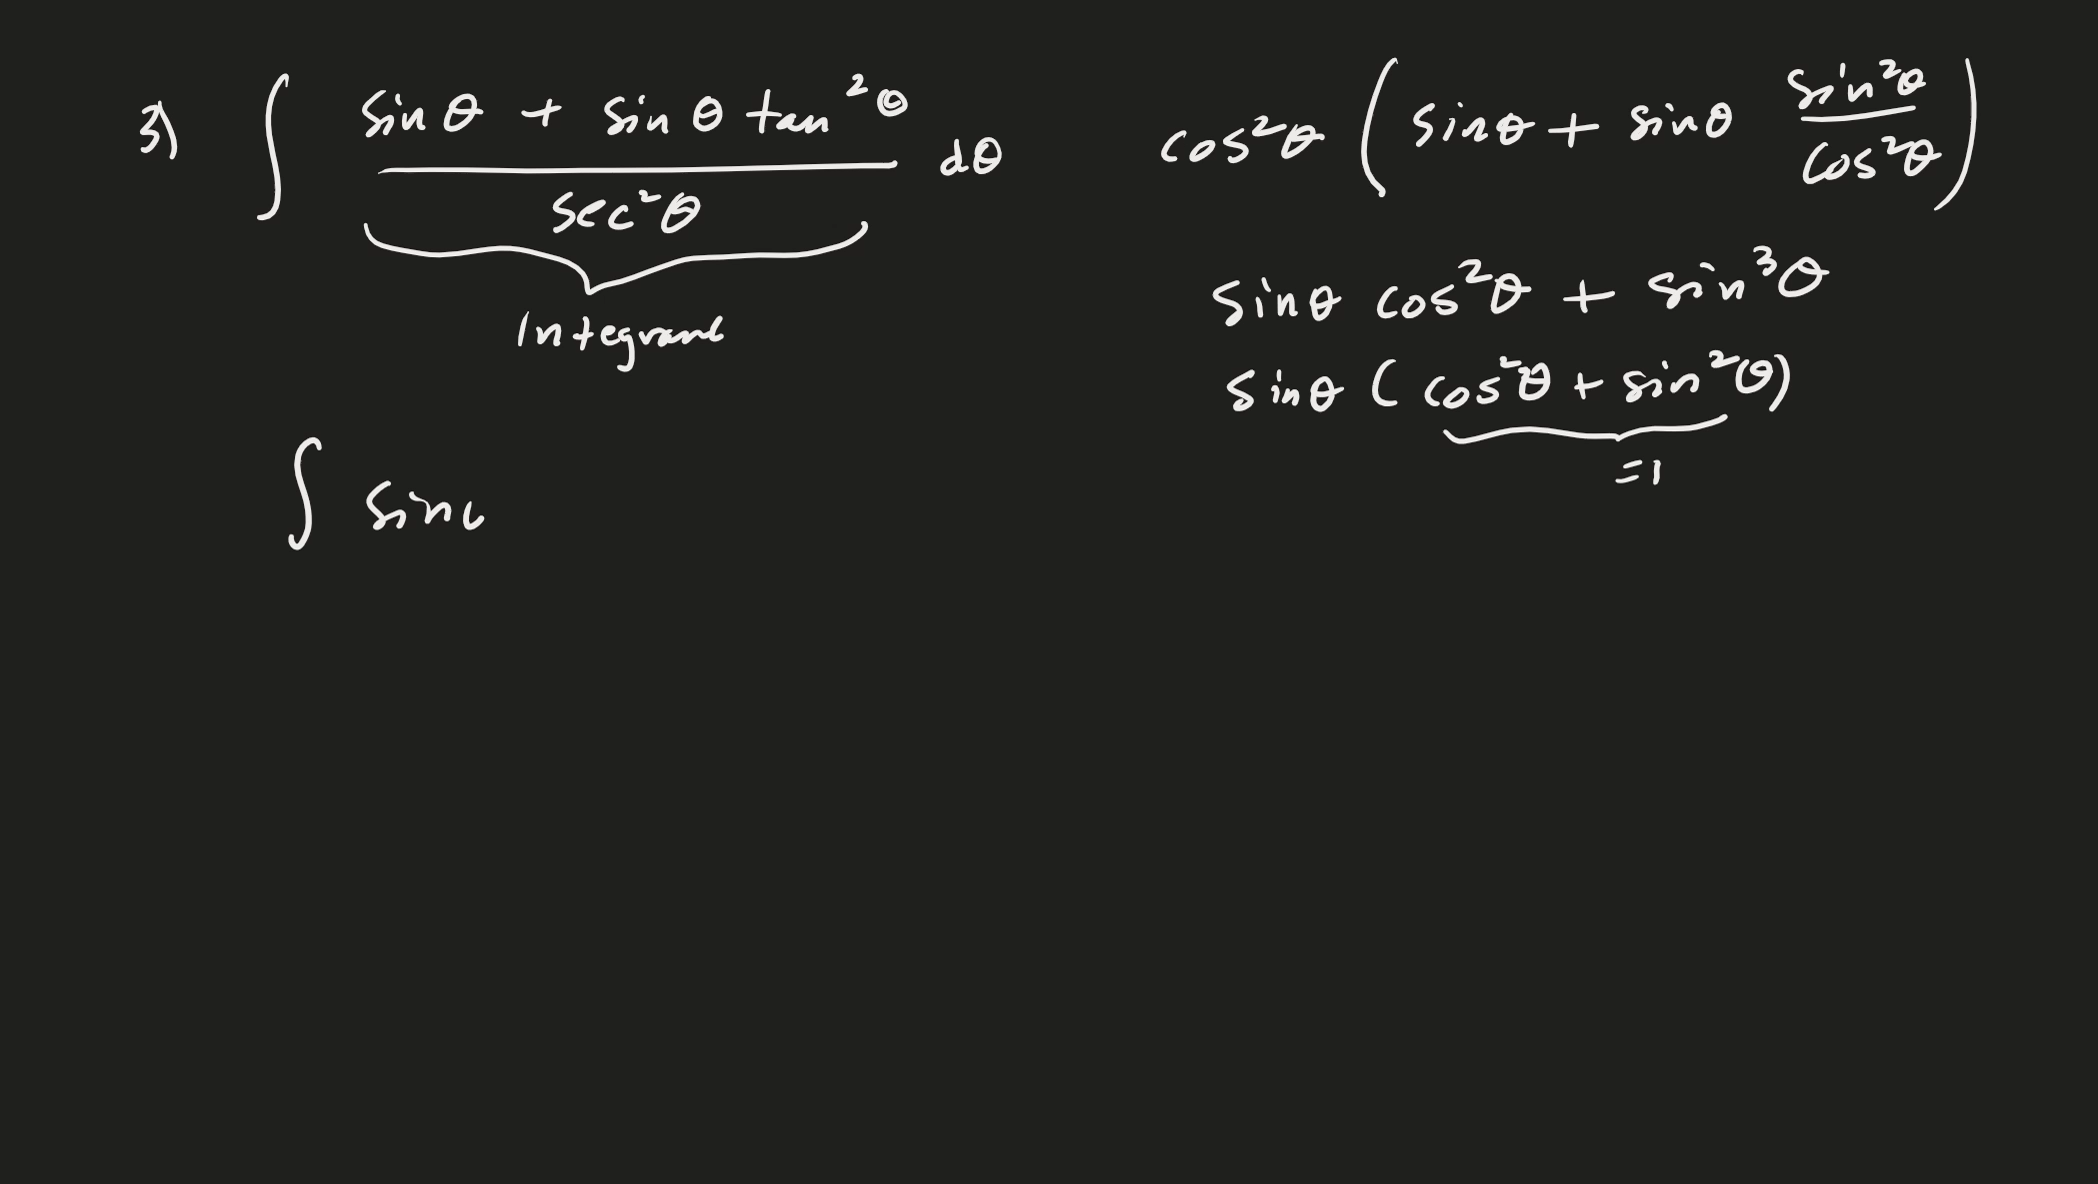 3) ∫ (sin θ + sin θ tan²θ) / sec²θ dθ
Integrand
∫ sin
cos²θ (sinθ + sinθ sin²θ/cos²θ)
sinθ cos²θ + sin³θ
sinθ (cos²θ + sin²θ)
=1